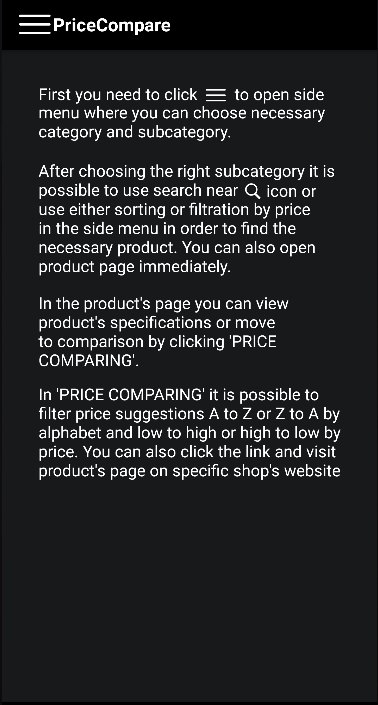 PriceCompare
First you need to click to open side
menu where you can choose necessary
category and subcategory.
After choosing the right subcategory it is
possible to use search near icon or
use either sorting or filtration by price
in the side menu in order to find the
necessary product. You can also open
product page immediately.
In the product's page you can view
product's specifications or move
to comparison by clicking 'PRICE
COMPARING'.
In 'PRICE COMPARING' it is possible to
filter price suggestions A to Z or Z to A by
alphabet and low to high or high to low by
price. You can also click the link and visit
product's page on specific shop's website